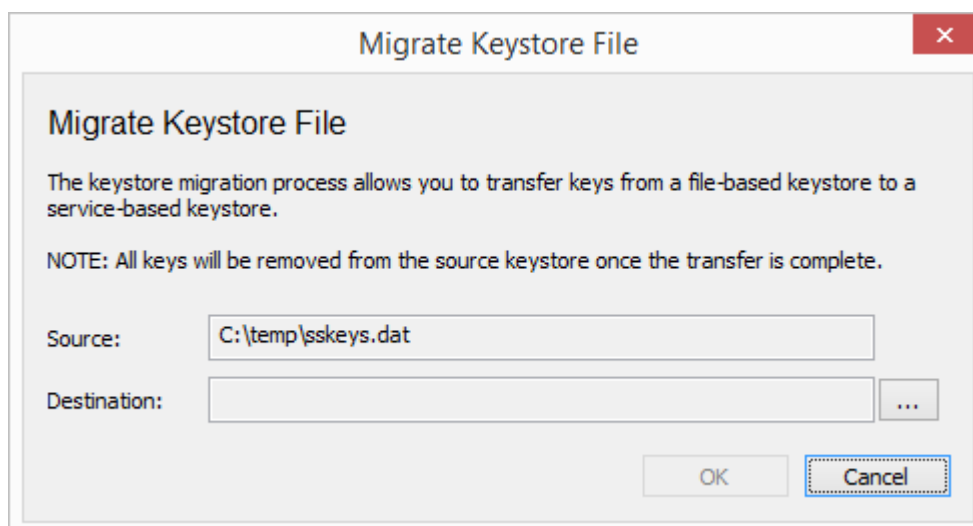 Migrate Keystore File
Migrate Keystore File
The keystore migration process allows you to transfer keys from a file-based keystore to a
service-based keystore.
NOTE: All keys will be removed from the source keystore once the transfer is complete.
Source: C:\temp\sskeys.dat
Destination: ...
OK Cancel